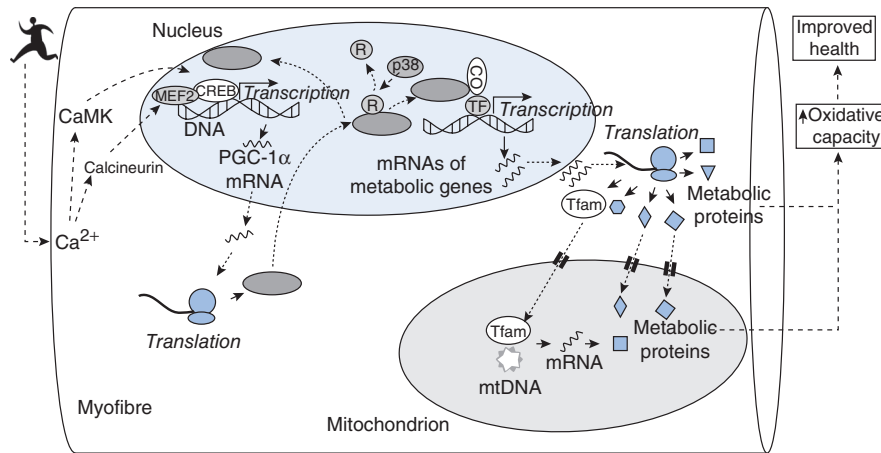 Nucleus
Improved
health
R
p38
CO
MEF2
CREB
Transcription
R
TF
Transcription
↑Oxidative
capacity
CaMK
DNA
Translation
PGC-1α
mRNA
mRNAs of
metabolic genes
Calcineurin
Metabolic
proteins
Tfam
Ca²⁺
Translation
Tfam
Metabolic
proteins
mRNA
mtDNA
Myofibre
Mitochondrion